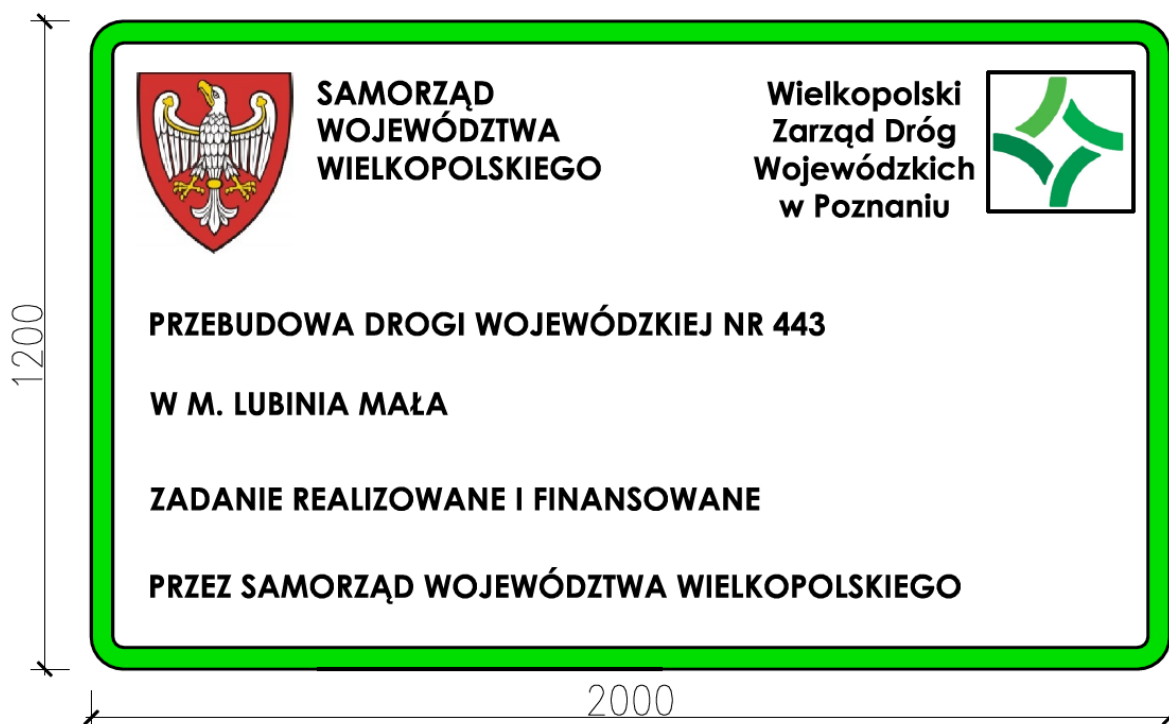 SAMORZĄD
WOJEWÓDZTWA
WIELKOPOLSKIEGO
Wielkopolski
Zarząd Dróg
Wojewódzkich
w Poznaniu
PRZEBUDOWA DROGI WOJEWÓDZKIEJ NR 443
W M. LUBINIA MAŁA
ZADANIE REALIZOWANE I FINANSOWANE
PRZEZ SAMORZĄD WOJEWÓDZTWA WIELKOPOLSKIEGO
1200
2000